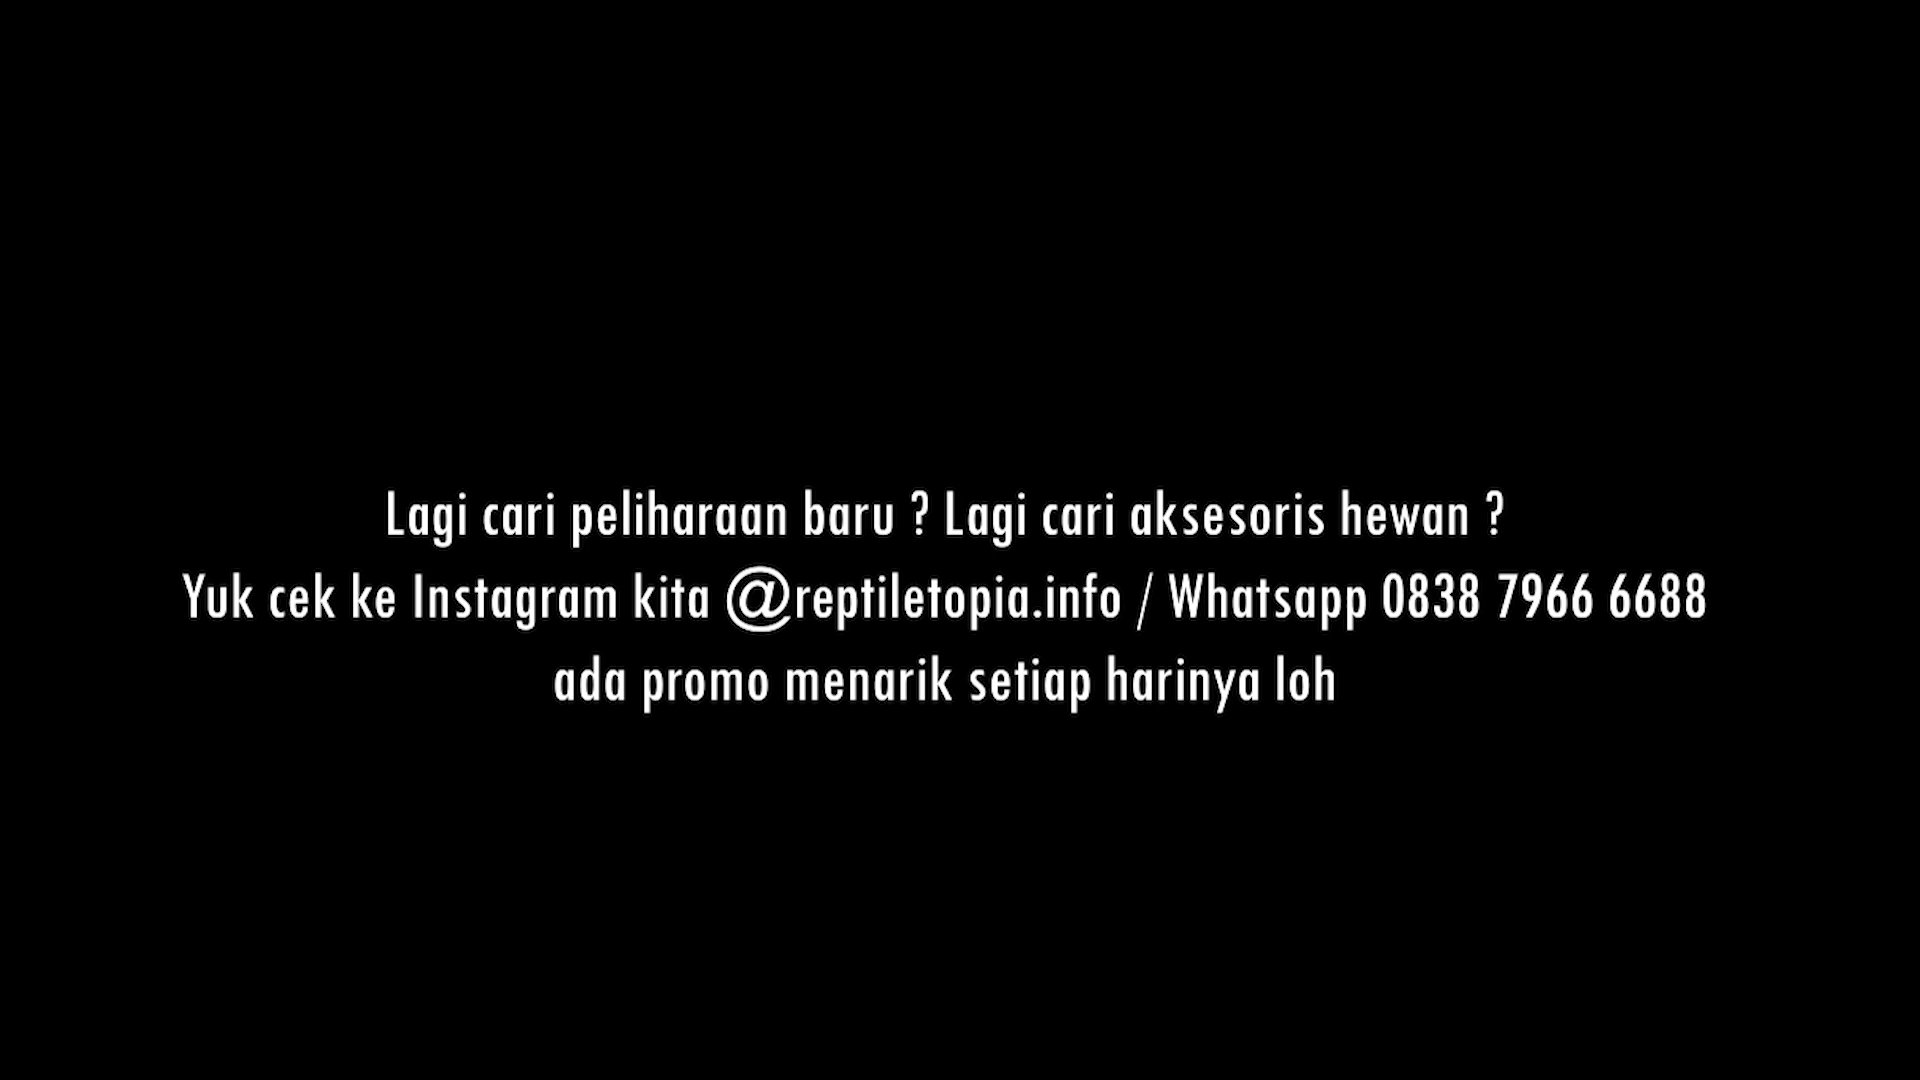 Lagi cari peliharaan baru ? Lagi cari aksesoris hewan ?
Yuk cek ke Instagram kita @reptiletopia.info / Whatsapp 0838 7966 6688
ada promo menarik setiap harinya loh